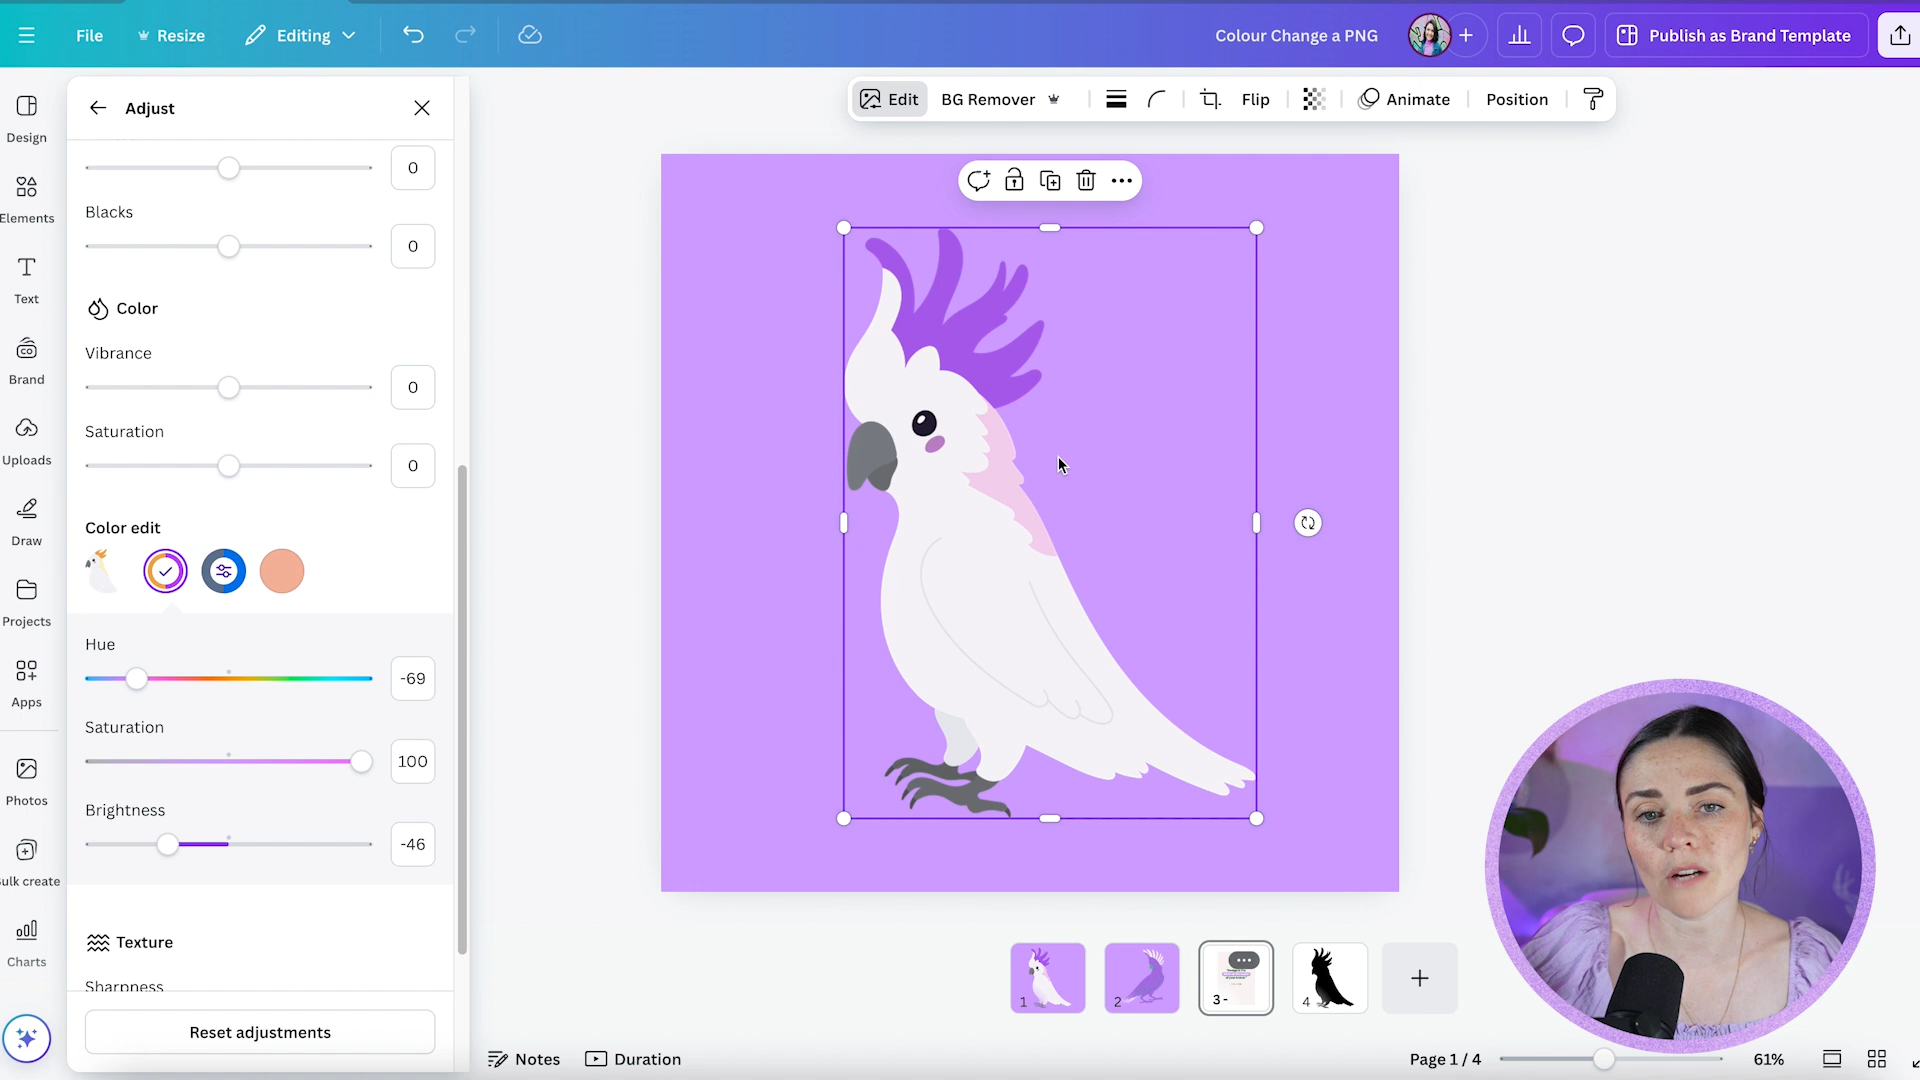 File
Resize
Editing
Colour Change a PNG
Publish as Brand Template
Design
Elements
Text
Brand
Uploads
Draw
Projects
Apps
Photos
ulk create
Charts
Adjust
0
Blacks
0
Color
Vibrance
0
Saturation
0
Color edit
Hue
-69
Saturation
100
Brightness
-46
Texture
Sharpness
Reset adjustments
Edit
BG Remover
Flip
Animate
Position
1
2
3 -
4
Notes
Duration
Page 1 / 4
61%